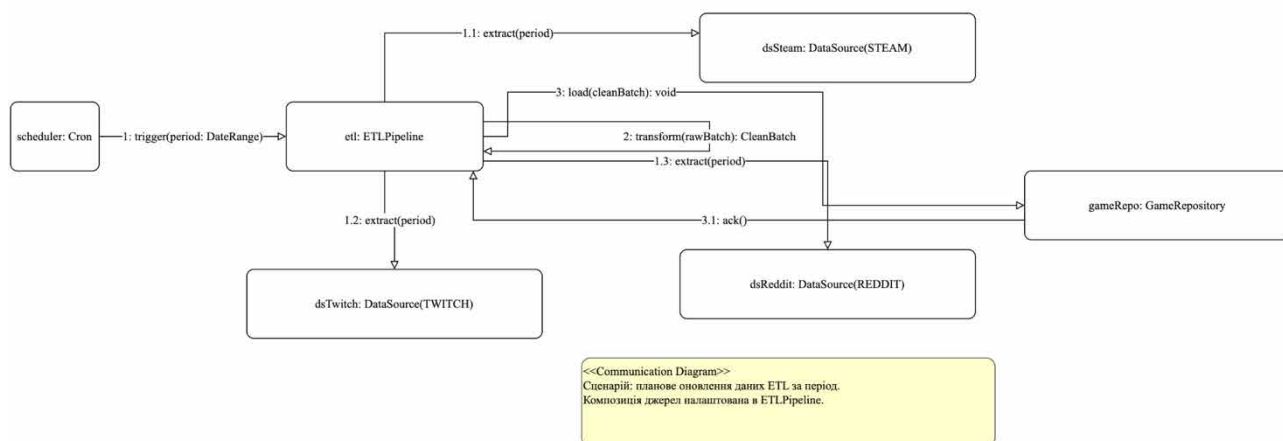 1.1: extract(period)
dsSteam: DataSource(STEAM)
3: load(cleanBatch): void
scheduler: Cron
1: trigger(period: DateRange)
etl: ETLPipeline
2: transform(rawBatch): CleanBatch
1.3: extract(period)
gameRepo: GameRepository
1.2: extract(period)
3.1: ack()
dsReddit: DataSource(REDDIT)
dsTwitch: DataSource(TWITCH)
<<Communication Diagram>>
Сценарій: планове оновлення даних ETL за період.
Композиція джерел налаштована в ETLPipeline.